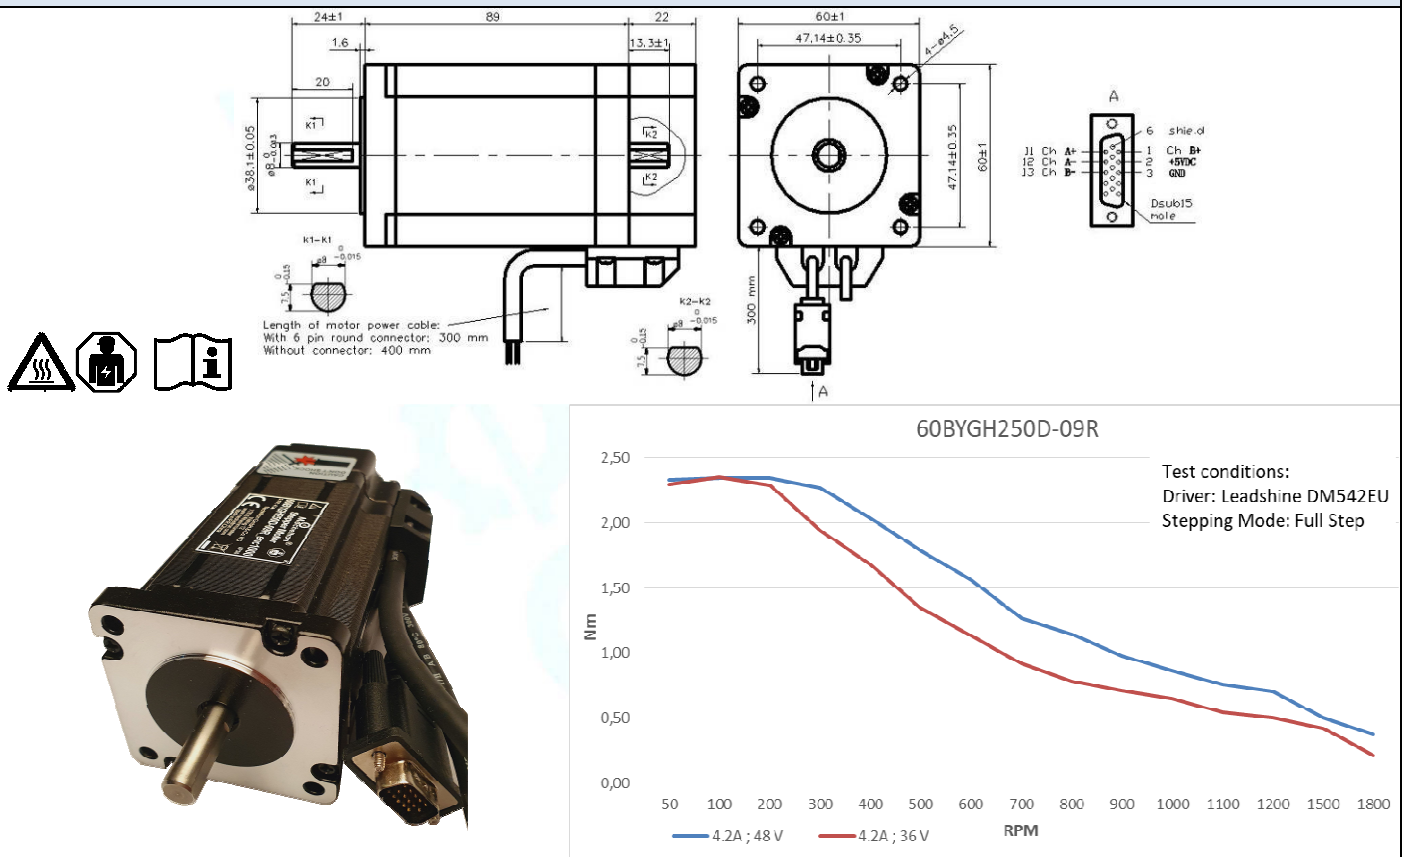 24±1
89
22
60±1
1.6
13.3±1
47.14±0.35
4-ø4.5
20
K1
K1
K2
K2
ø38.1±0.05
ø8 0 -0.013
47.14±0.35
60±1
A
6 shield
11 Ch A+
1 Ch B+
12 Ch A-
2 +5VDC
13 Ch B-
3 GND
Dsub15
male
k1-k1
ø8 0 -0.015
7.5 0 -0.15
k2-k2
ø8 0 -0.015
7.5 0 -0.15
300 mm
Length of motor power cable:
With 6 pin round connector: 300 mm
Without connector: 400 mm
A
60BYGH250D-09R
Test conditions:
Driver: Leadshine DM542EU
Stepping Mode: Full Step
2,50
2,00
1,50
1,00
0,50
0,00
Nm
50 100 200 300 400 500 600 700 800 900 1000 1100 1200 1500 1800
RPM
4.2A ; 48 V
4.2A ; 36 V
Stepper Motor
CE